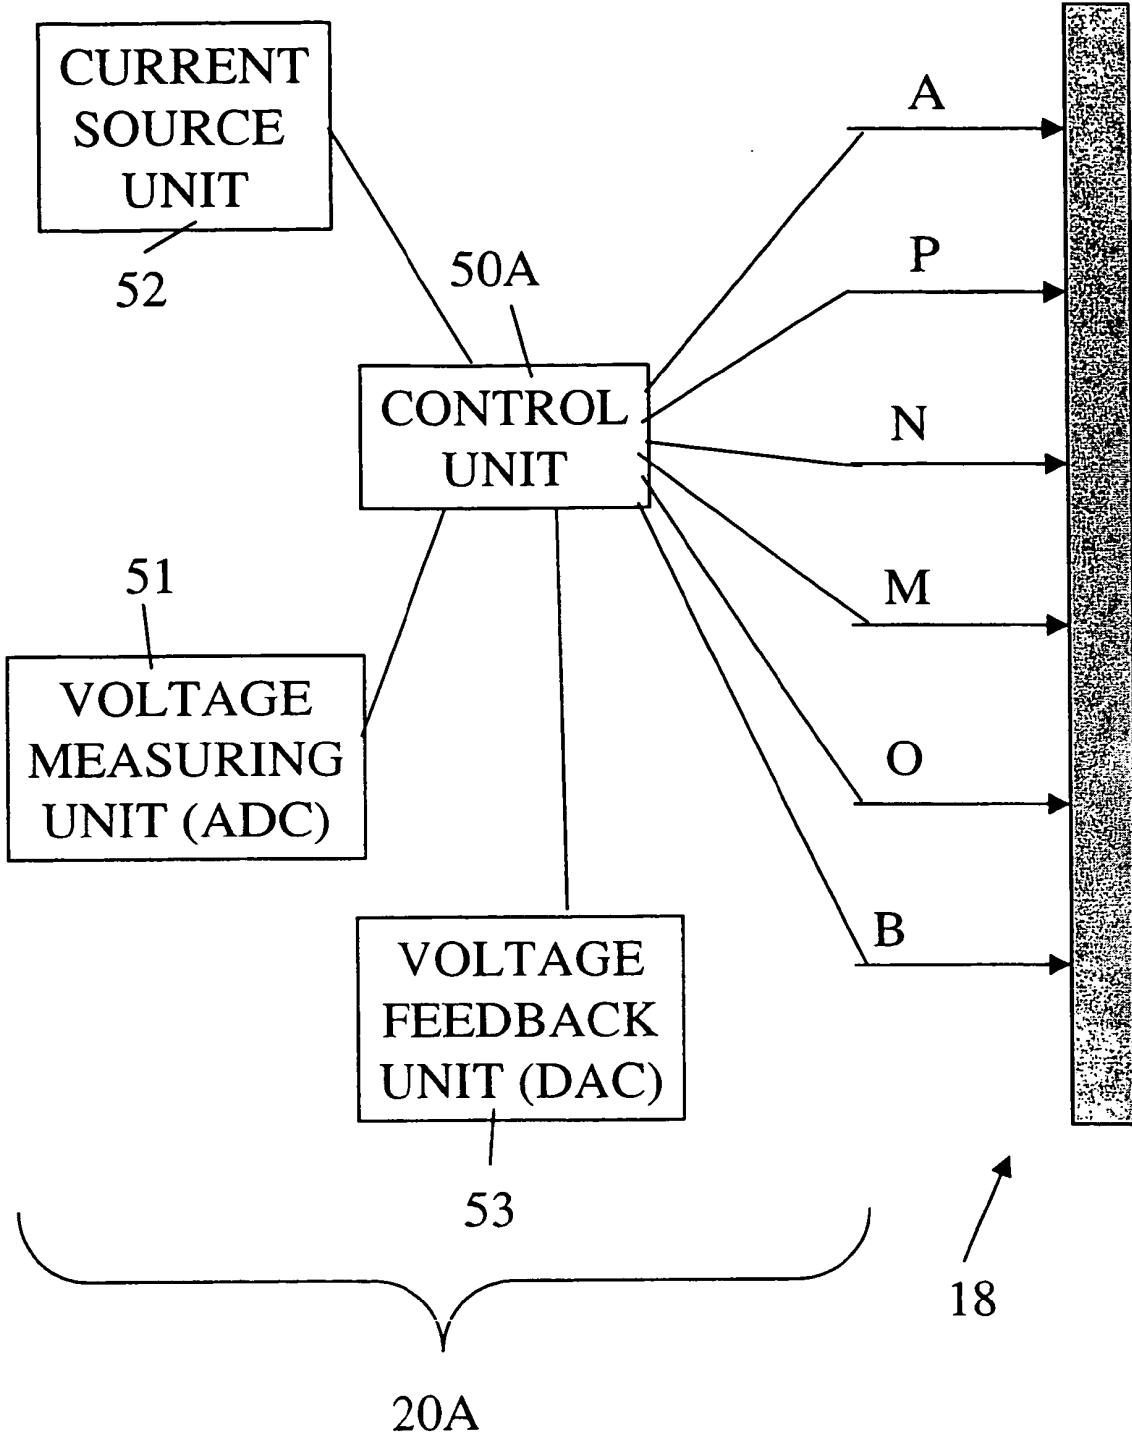 CURRENT
SOURCE
UNIT
52
A
P
50A
CONTROL
UNIT
N
M
51
VOLTAGE
MEASURING
UNIT (ADC)
O
B
VOLTAGE
FEEDBACK
UNIT (DAC)
53
18
20A